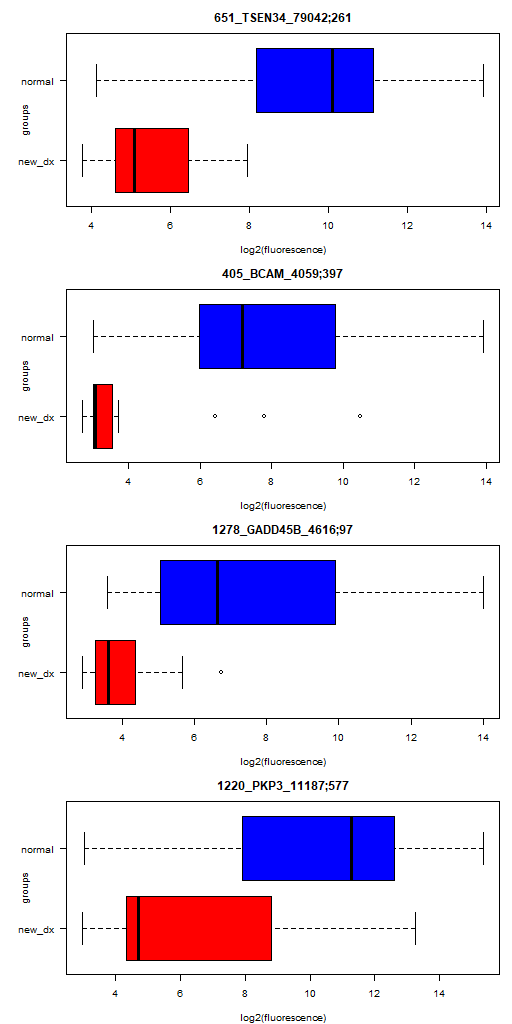 651_TSEN34_79042;261
normal
groups
new_dx
4 6 8 10 12 14
log2(fluorescence)
405_BCAM_4059;397
normal
groups
new_dx
4 6 8 10 12 14
log2(fluorescence)
1278_GADD45B_4616;97
normal
groups
new_dx
4 6 8 10 12 14
log2(fluorescence)
1220_PKP3_11187;577
normal
groups
new_dx
4 6 8 10 12 14
log2(fluorescence)